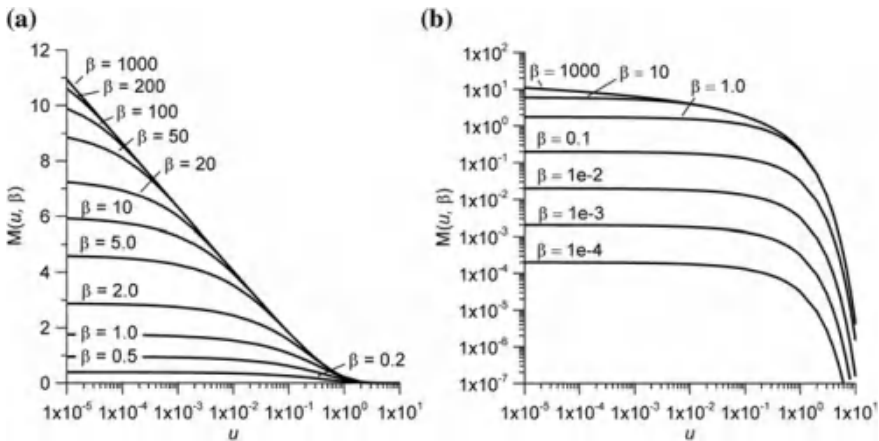 (a)
12
10
8
6
4
2
0
M(u, β)
β = 1000
β = 200
β = 100
β = 50
β = 20
β = 10
β = 5.0
β = 2.0
β = 1.0
β = 0.5
β = 0.2
1x10⁻⁵ 1x10⁻⁴ 1x10⁻³ 1x10⁻² 1x10⁻¹ 1x10⁰ 1x10¹
u
(b)
1x10²
1x10¹
1x10⁰
1x10⁻¹
1x10⁻²
1x10⁻³
1x10⁻⁴
1x10⁻⁵
1x10⁻⁶
1x10⁻⁷
M(u, β)
β = 1000
β = 10
β = 1.0
β = 0.1
β = 1e-2
β = 1e-3
β = 1e-4
1x10⁻⁵ 1x10⁻⁴ 1x10⁻³ 1x10⁻² 1x10⁻¹ 1x10⁰ 1x10¹
u